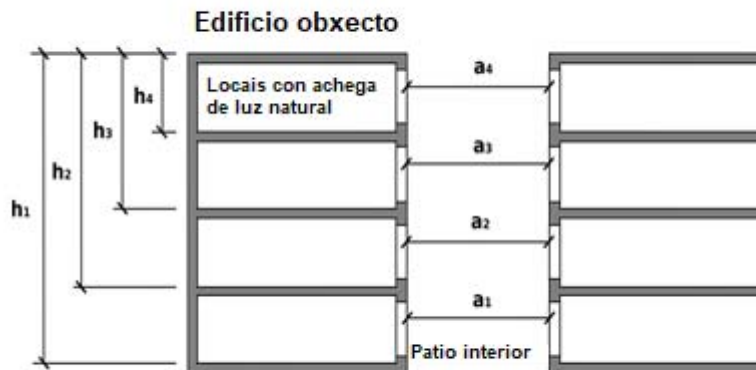 Edificio obxecto
Locais con achega
de luz natural
h4
h3
h2
h1
a4
a3
a2
a1
Patio interior